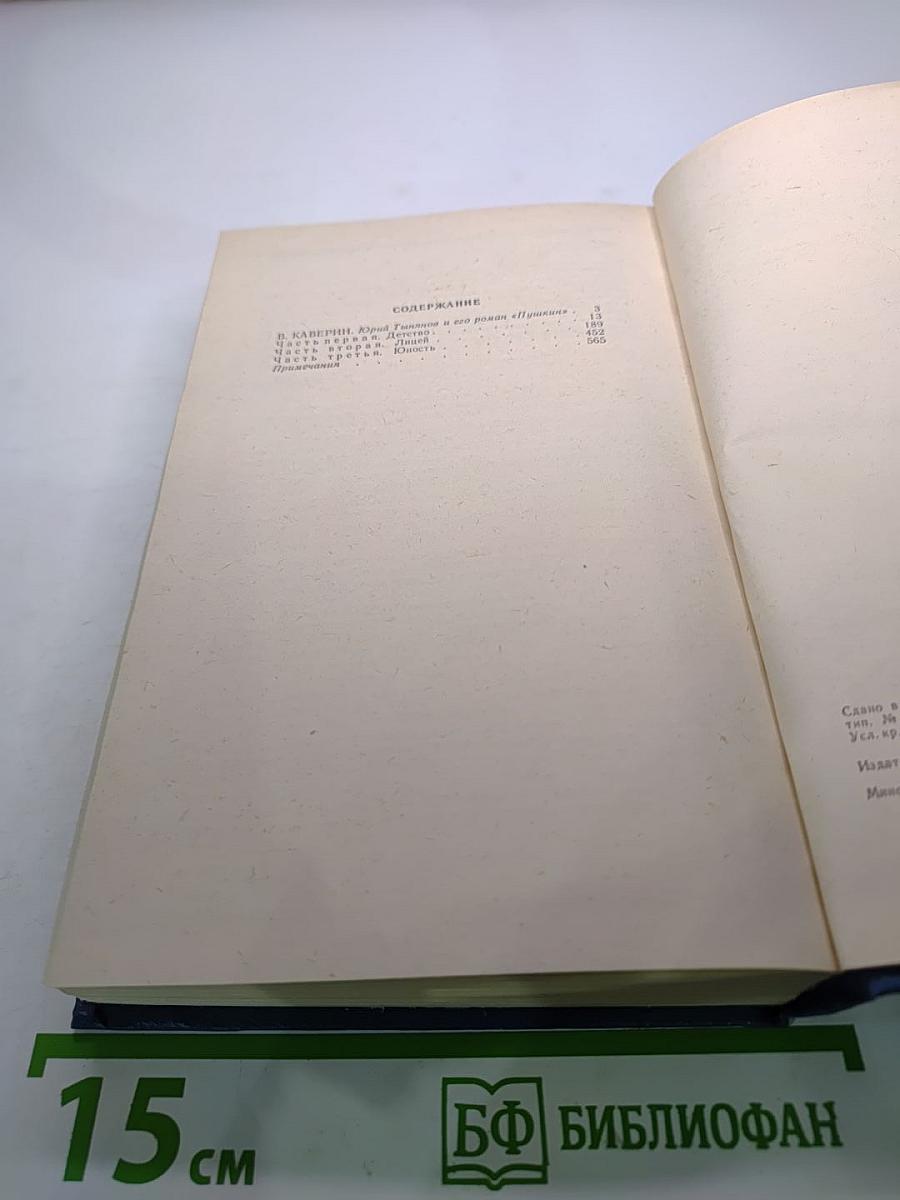 СОДЕРЖАНИЕ
В. КАВЕРИН. Юрий Тынянов и его роман «Пушкин» . 3
Часть первая. Детство . . . . . . . . 13
Часть вторая. Лицей . . . . . . . . 189
Часть третья. Юность . . . . . . . . 452
Примечания . . . . . . . . . . 565
Сдано в
тип. №
Усл. кр.
Издат
Мин
15 см
БФ БИБЛИОФАН